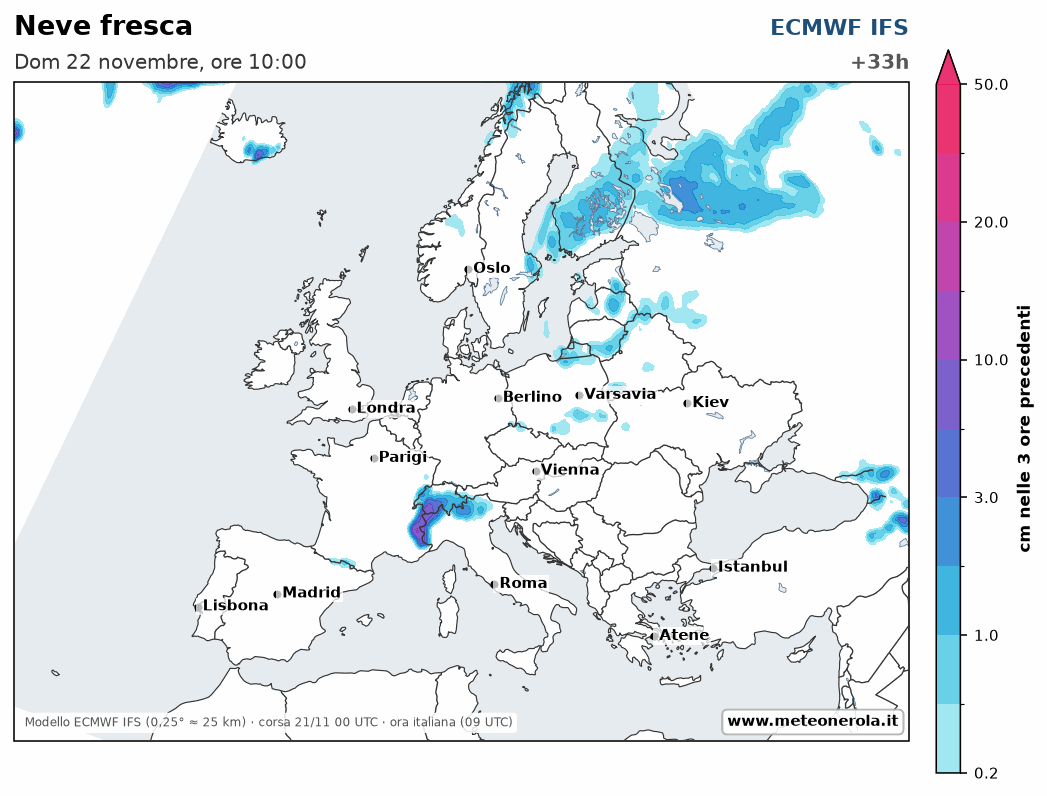 Neve fresca
ECMWF IFS
Dom 22 novembre, ore 10:00
+33h
50.0
20.0
10.0
3.0
1.0
0.2
cm nelle 3 ore precedenti
Oslo
Londra
Berlino
Varsavia
Kiev
Parigi
Vienna
Roma
Istanbul
Madrid
Lisbona
Atene
Modello ECMWF IFS (0,25° ≈ 25 km) · corsa 21/11 00 UTC · ora italiana (09 UTC)
www.meteonerola.it